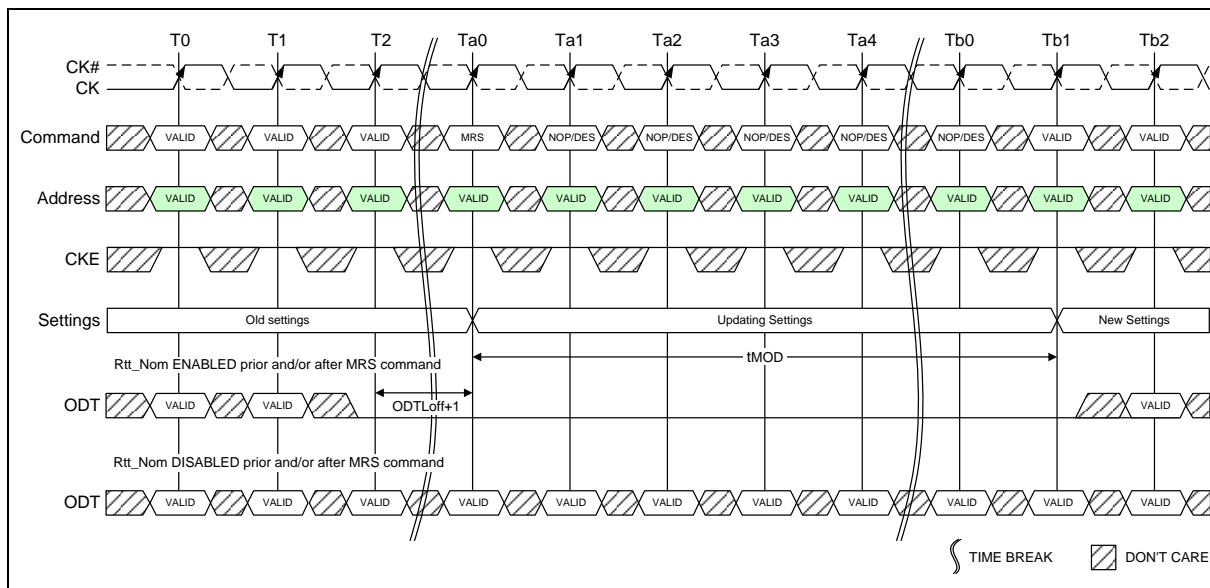 T0 T1 T2 Ta0 Ta1 Ta2 Ta3 Ta4 Tb0 Tb1 Tb2
CK#
CK
Command VALID VALID VALID MRS NOP/DES NOP/DES NOP/DES NOP/DES NOP/DES VALID VALID
Address VALID VALID VALID VALID VALID VALID VALID VALID VALID VALID VALID
CKE
Settings Old settings Updating Settings New Settings
Rtt_Nom ENABLED prior and/or after MRS command tMOD
ODTLoff+1
ODT VALID VALID VALID
Rtt_Nom DISABLED prior and/or after MRS command
ODT VALID VALID VALID VALID VALID VALID VALID VALID VALID VALID VALID
TIME BREAK DON'T CARE